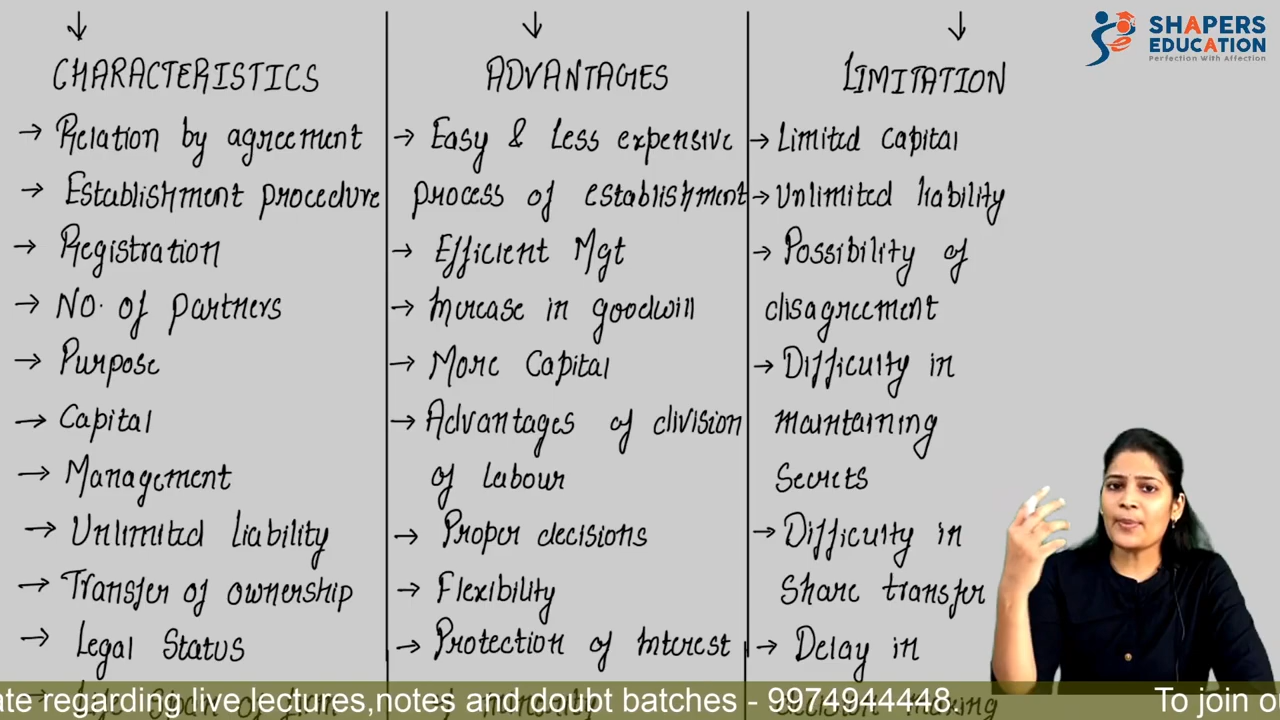 SHAPERS
EDUCATION
Perfection With Affection
CHARACTERISTICS
→ Relation by agreement
→ Establishment procedure
→ Registration
→ No. of partners
→ Purpose
→ Capital
→ Management
→ Unlimited liability
→ Transfer of ownership
→ Legal Status
ADVANTAGES
→ Easy & Less expensive
process of establishment
→ Efficient Mgt
→ Increase in goodwill
→ More Capital
→ Advantages of division
of labour
→ Proper decisions
→ Flexibility
→ Protection of Interest
of minority
LIMITATION
→ Limited Capital
→ Unlimited liability
→ Possibility of
disagreement
→ Difficulty in
maintaining
Secrets
→ Difficulty in
Share transfer
→ Delay in
decision making
ate regarding live lectures,notes and doubt batches - 9974944448.
To join o